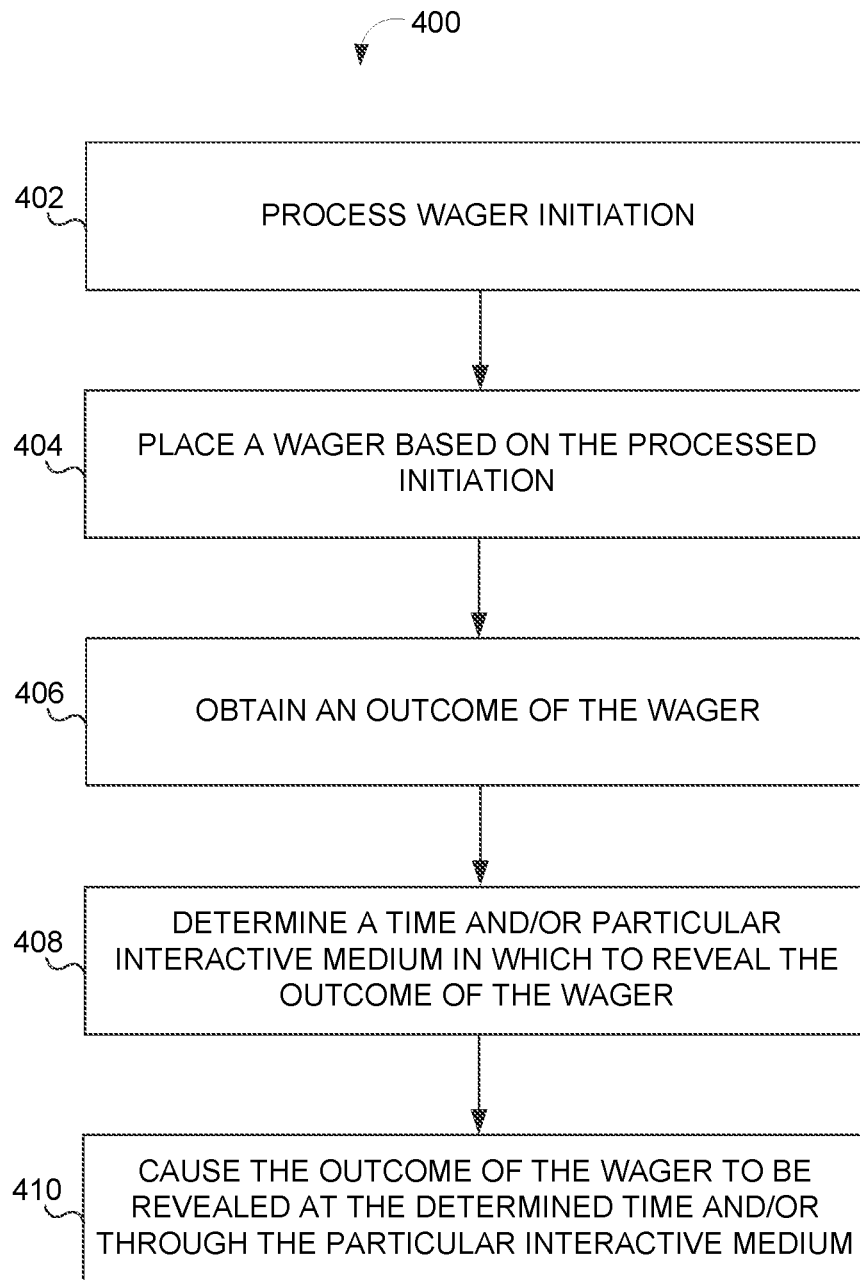 400
402
PROCESS WAGER INITIATION
404
PLACE A WAGER BASED ON THE PROCESSED
INITIATION
406
OBTAIN AN OUTCOME OF THE WAGER
408
DETERMINE A TIME AND/OR PARTICULAR
INTERACTIVE MEDIUM IN WHICH TO REVEAL THE
OUTCOME OF THE WAGER
410
CAUSE THE OUTCOME OF THE WAGER TO BE
REVEALED AT THE DETERMINED TIME AND/OR
THROUGH THE PARTICULAR INTERACTIVE MEDIUM